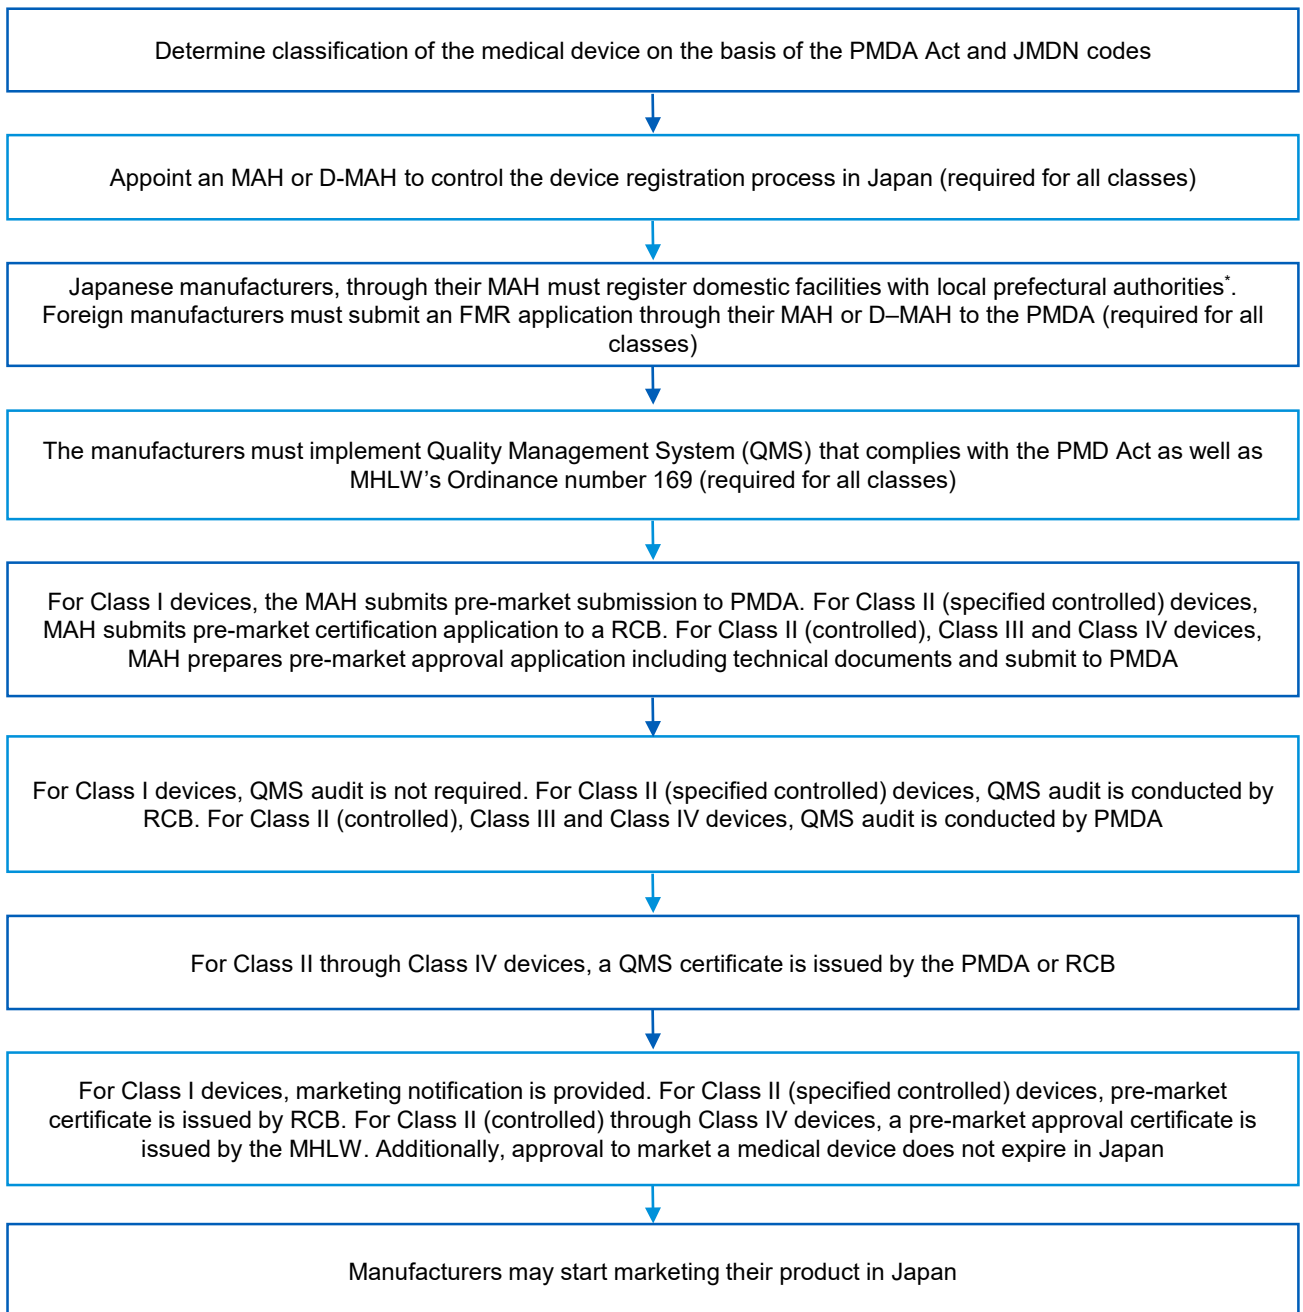 Determine classification of the medical device on the basis of the PMDA Act and JMDN codes
Appoint an MAH or D-MAH to control the device registration process in Japan (required for all classes)
Japanese manufacturers, through their MAH must register domestic facilities with local prefectural authorities*.
Foreign manufacturers must submit an FMR application through their MAH or D–MAH to the PMDA (required for all
classes)
The manufacturers must implement Quality Management System (QMS) that complies with the PMD Act as well as
MHLW's Ordinance number 169 (required for all classes)
For Class I devices, the MAH submits pre-market submission to PMDA. For Class II (specified controlled) devices,
MAH submits pre-market certification application to a RCB. For Class II (controlled), Class III and Class IV devices,
MAH prepares pre-market approval application including technical documents and submit to PMDA
For Class I devices, QMS audit is not required. For Class II (specified controlled) devices, QMS audit is conducted by
RCB. For Class II (controlled), Class III and Class IV devices, QMS audit is conducted by PMDA
For Class II through Class IV devices, a QMS certificate is issued by the PMDA or RCB
For Class I devices, marketing notification is provided. For Class II (specified controlled) devices, pre-market
certificate is issued by RCB. For Class II (controlled) through Class IV devices, a pre-market approval certificate is
issued by the MHLW. Additionally, approval to market a medical device does not expire in Japan
Manufacturers may start marketing their product in Japan